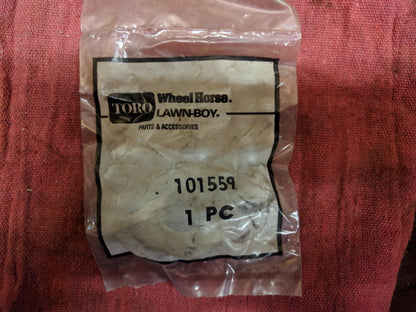 TORO
Wheel Horse®
LAWN-BOY®
PARTS & ACCESSORIES
101559
1 PC